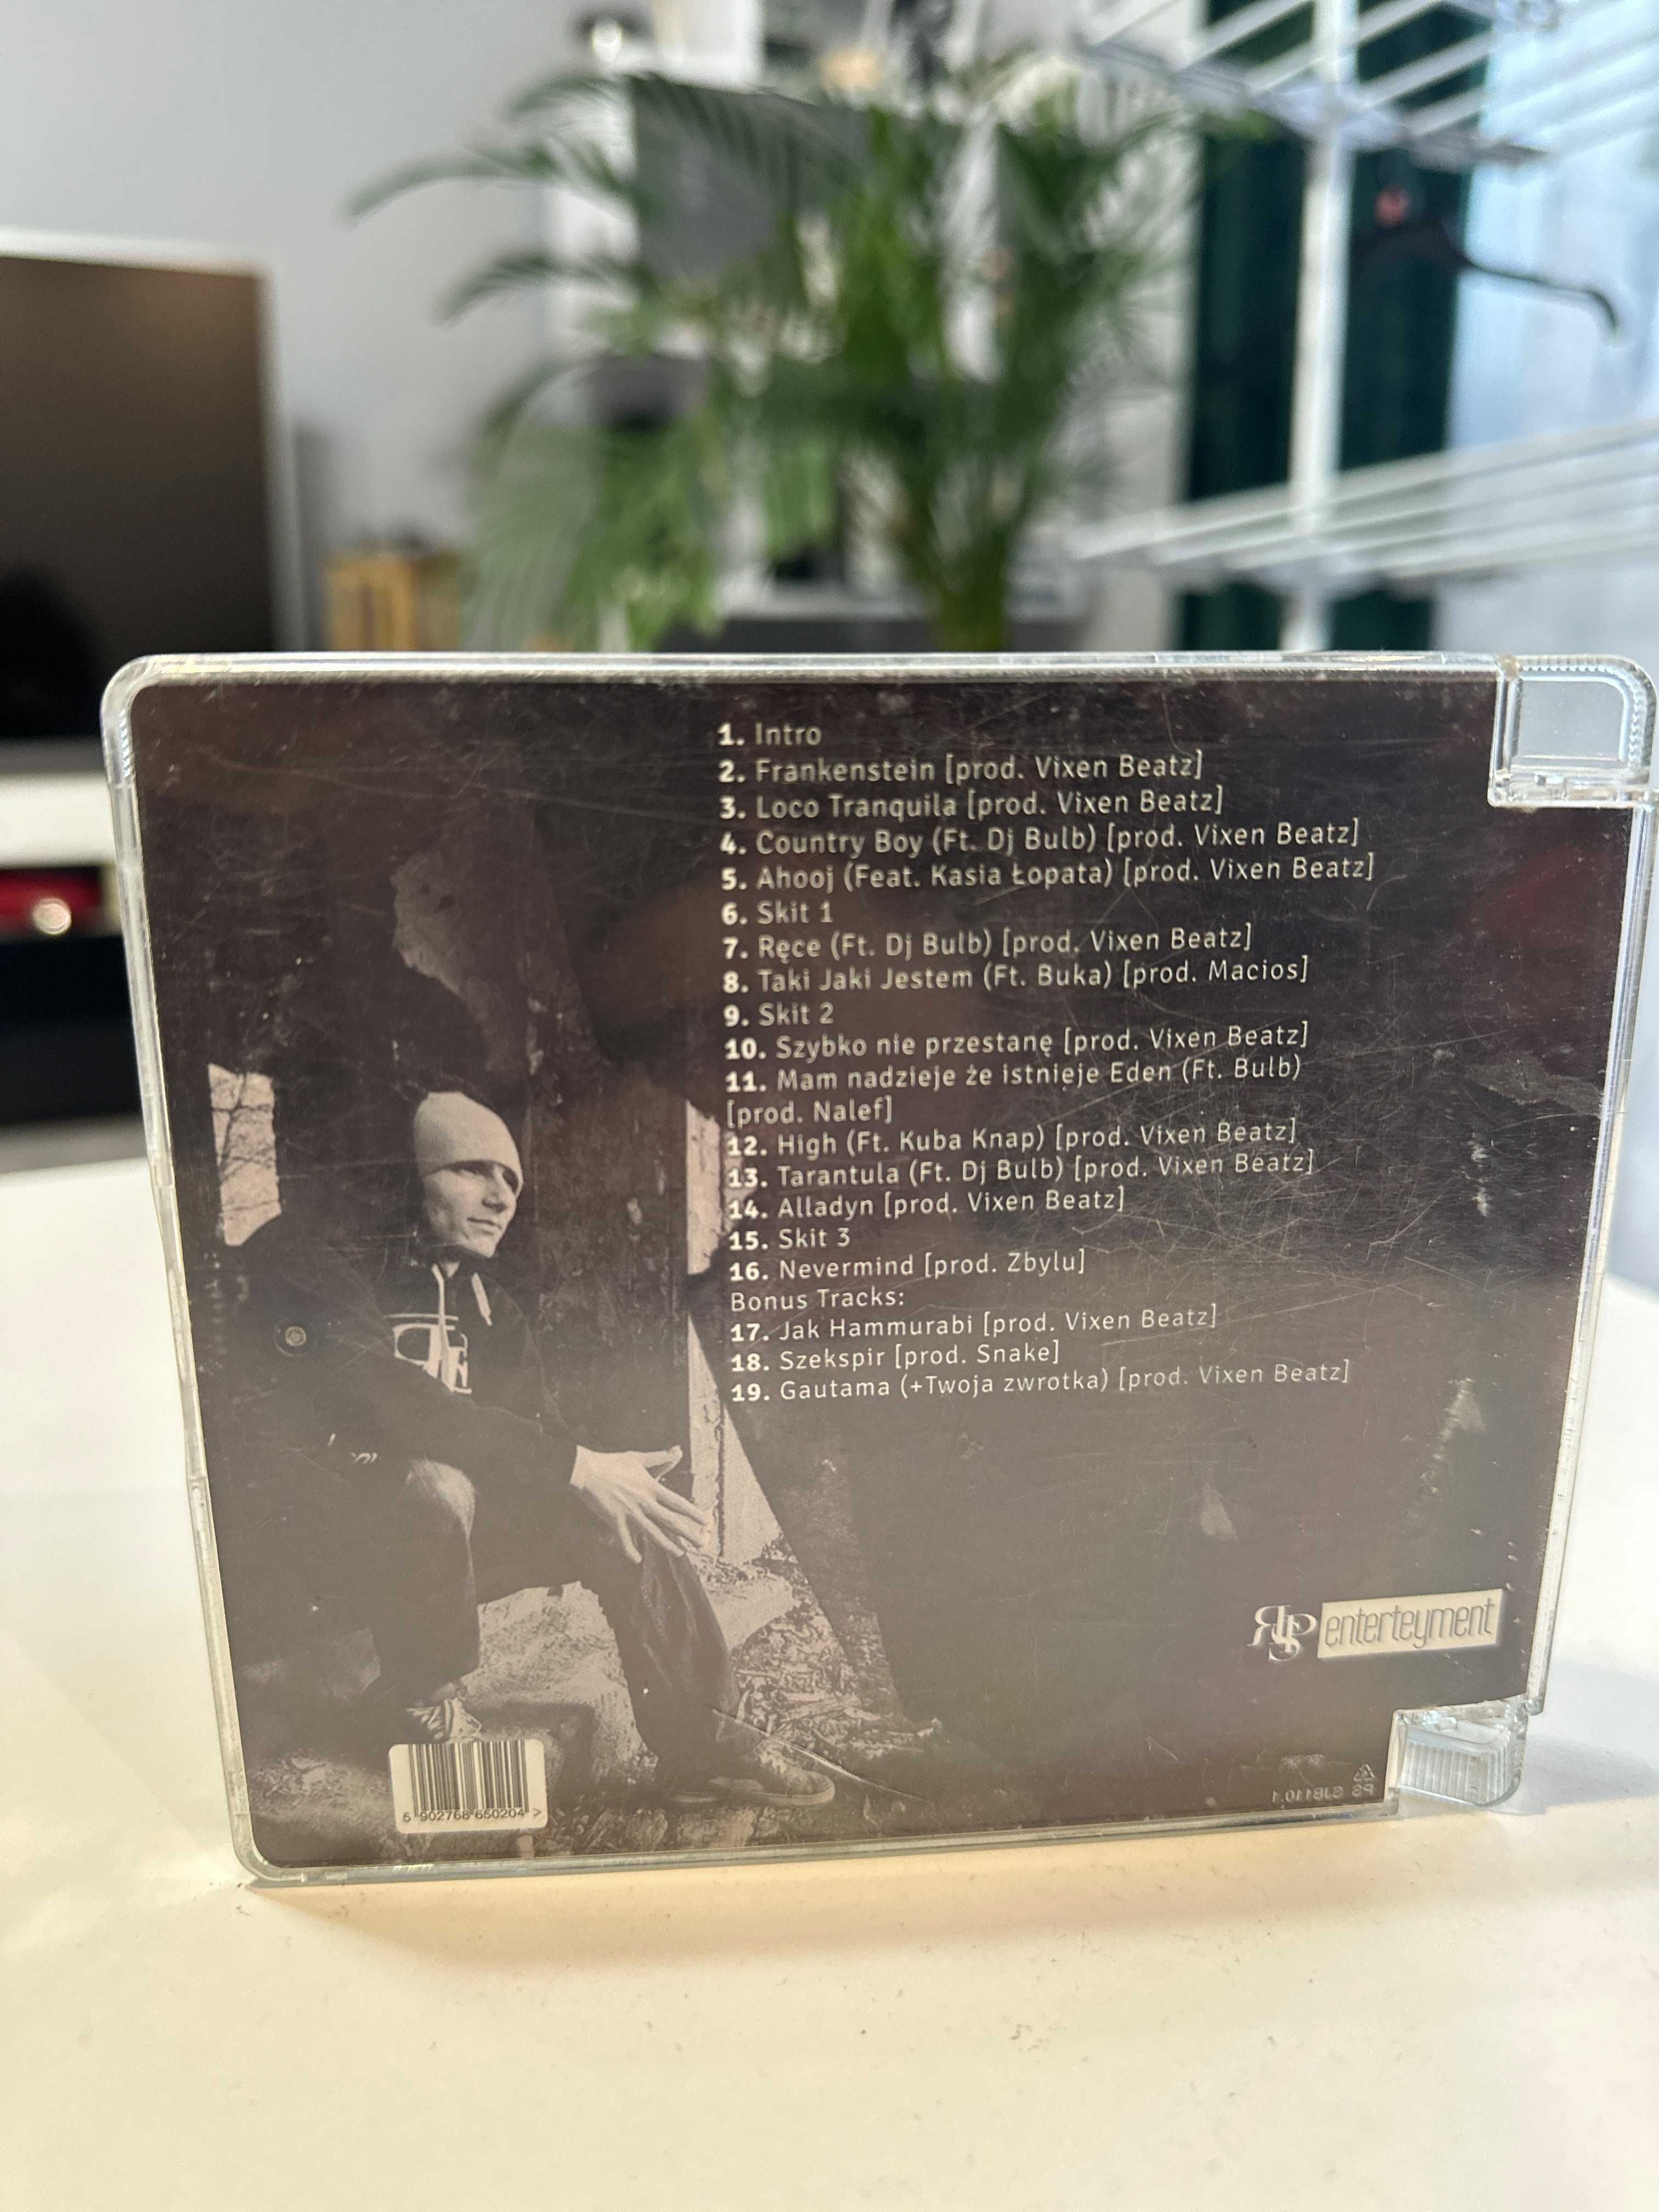 1. Intro
2. Frankenstein [prod. Vixen Beatz]
3. Loco Tranquila [prod. Vixen Beatz]
4. Country Boy (Ft. Dj Bulb) [prod. Vixen Beatz]
5. Ahooj (Feat. Kasia Łopata) [prod. Vixen Beatz]
6. Skit 1
7. Ręce (Ft. Dj Bulb) [prod. Vixen Beatz]
8. Taki Jaki Jestem (Ft. Buka) [prod. Macios]
9. Skit 2
10. Szybko nie przestanę [prod. Vixen Beatz]
11. Mam nadzieje że istnieje Eden (Ft. Bulb)
[prod. Nalef]
12. High (Ft. Kuba Knap) [prod. Vixen Beatz]
13. Tarantula (Ft. Dj Bulb) [prod. Vixen Beatz]
14. Alladyn [prod. Vixen Beatz]
15. Skit 3
16. Nevermind [prod. Zbylu]
Bonus Tracks:
17. Jak Hammurabi [prod. Vixen Beatz]
18. Szekspir [prod. Snake]
19. Gautama (+Twoja zwrotka) [prod. Vixen Beatz]
enterteyment
5 902768 650204 >